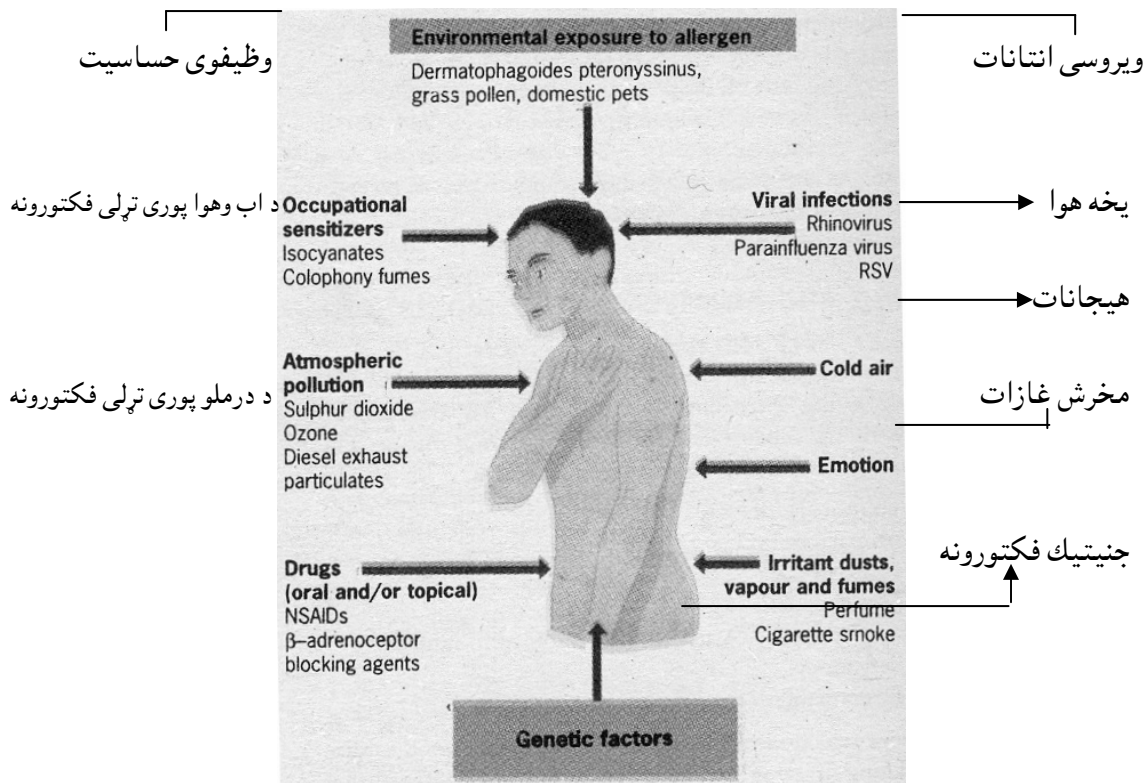 Environmental exposure to allergen
Dermatophagoides pteronyssinus,
grass pollen, domestic pets
وظيفوی حساسیت
ویروسی انتانات
د اب وهوا پوری تړلی فکتورونه
Occupational
sensitizers
Isocyanates
Colophony fumes
Viral infections
Rhinovirus
Parainfluenza virus
RSV
یخه هوا
هیجانات
Atmospheric
pollution
Sulphur dioxide
Ozone
Diesel exhaust
particulates
Cold air
د درملو پوری تړلی فکتورونه
مخرش غازات
Emotion
جنیتیك فکتورونه
Drugs
(oral and/or topical)
NSAIDs
β–adrenoceptor
blocking agents
Irritant dusts,
vapour and fumes
Perfume
Cigarette smoke
Genetic factors